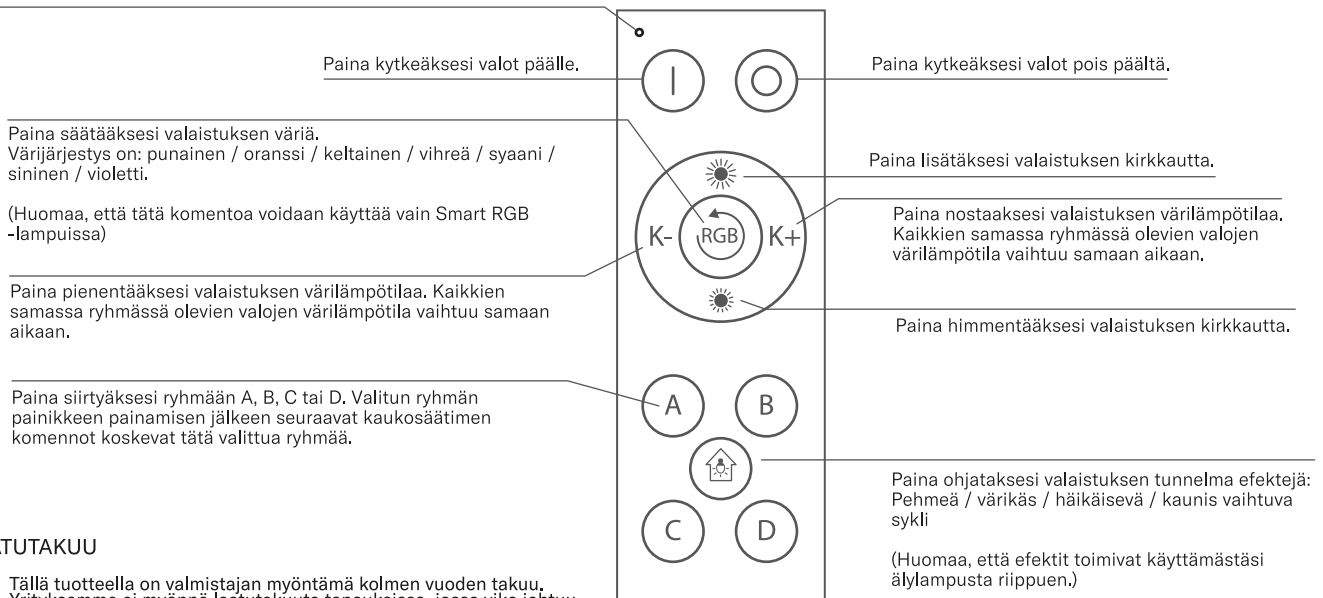 Paina kytkeäksesi valot päälle.
Paina kytkeäksesi valot pois päältä.
Paina säätääksesi valaistuksen väriä.
Värijärjestys on: punainen / oranssi / keltainen / vihreä / syaani /
sininen / violetti.
(Huomaa, että tätä komentoa voidaan käyttää vain Smart RGB
-lampuissa)
Paina lisätäksesi valaistuksen kirkkautta.
Paina nostaaksesi valaistuksen värilämpötilaa.
Kaikkien samassa ryhmässä olevien valojen
värilämpötila vaihtuu samaan aikaan.
K-
RGB
K+
Paina pienentääksesi valaistuksen värilämpötilaa. Kaikkien
samassa ryhmässä olevien valojen värilämpötila vaihtuu samaan
aikaan.
Paina himmentääksesi valaistuksen kirkkautta.
Paina siirtyäksesi ryhmään A, B, C tai D. Valitun ryhmän
painikkeen painamisen jälkeen seuraavat kaukosäätimen
komennot koskevat tätä valittua ryhmää.
A
B
C
D
Paina ohjataksesi valaistuksen tunnelma efektejä:
Pehmeä / värikäs / häikäisevä / kaunis vaihtuva
sykli
(Huomaa, että efektit toimivat käyttämästäsi
älylampusta riippuen.)
ATUTAKUU
Tällä tuotteella on valmistajan myöntämä kolmen vuoden takuu.